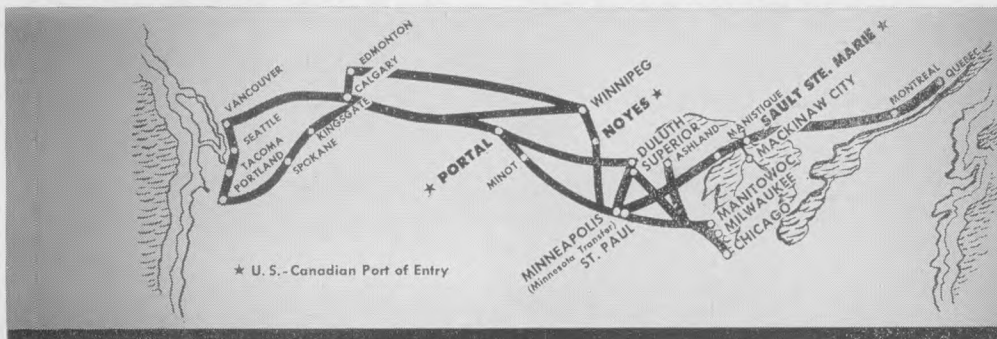 VANCOUVER
SEATTLE
TACOMA
PORTLAND
SPOKANE
KINGSGATE
CALGARY
EDMONTON
WINNIPEG
NOYES ★
★ PORTAL
MINOT
DULUTH
SUPERIOR
ASHLAND
MINNEAPOLIS
(Minnesota Transfer)
ST. PAUL
MANISTIQUE
SAULT STE. MARIE ★
MACKINAW CITY
MANITOWOC
MILWAUKEE
CHICAGO
MONTREAL
QUEBEC
★ U. S.-Canadian Port of Entry